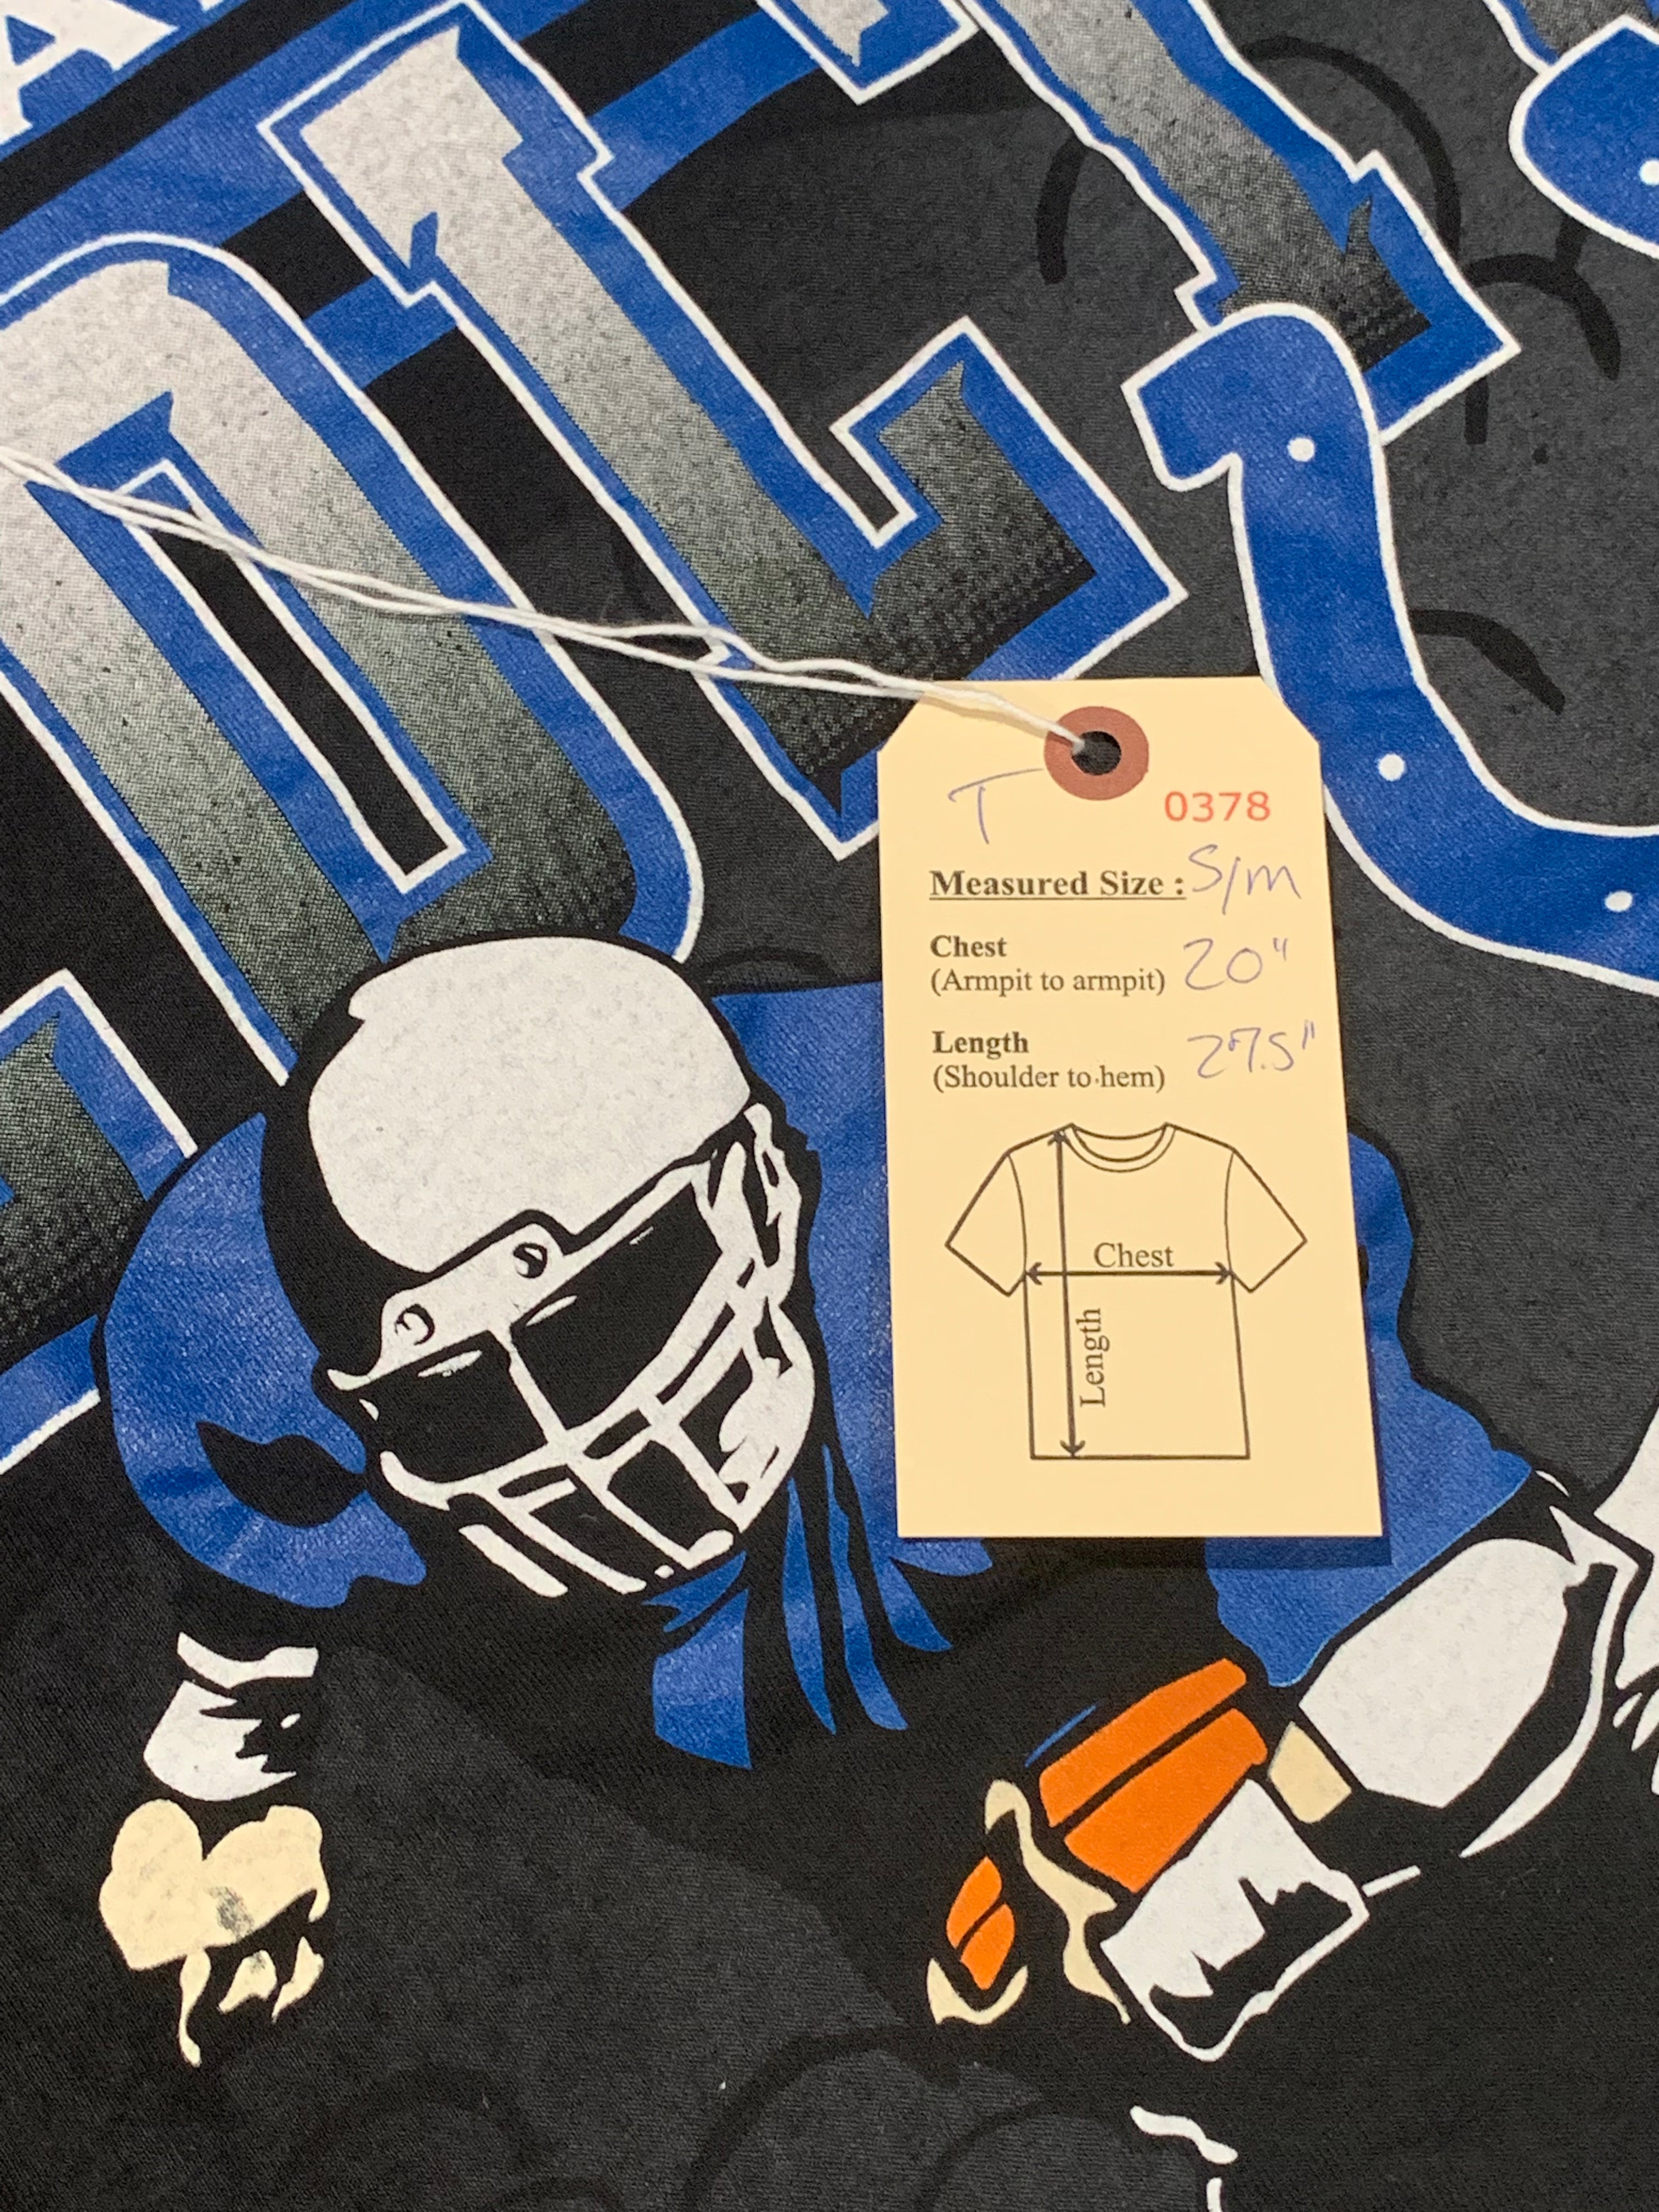 T
0378
Measured Size : S/M
Chest
(Armpit to armpit) 20"
Length
(Shoulder to hem) 27.5"
Chest
Length